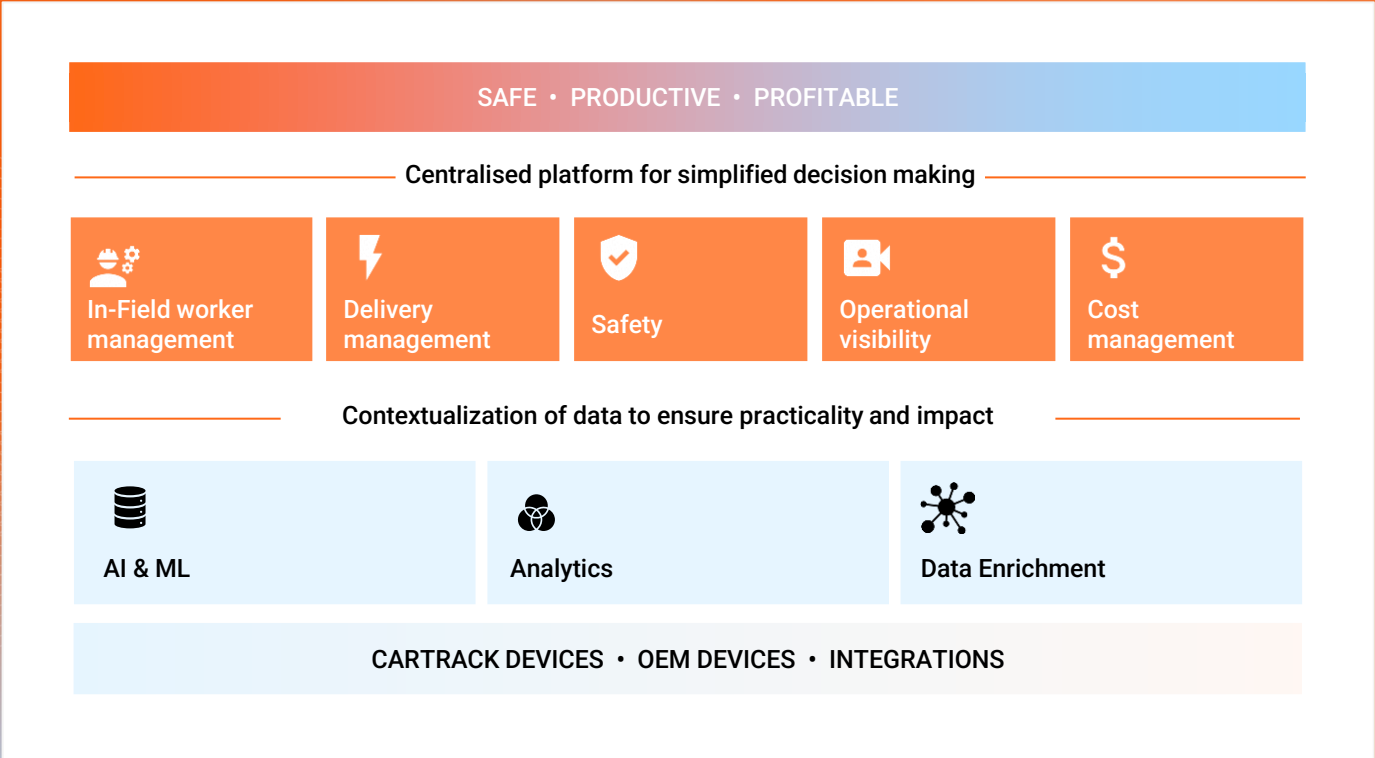 SAFE • PRODUCTIVE • PROFITABLE
Centralised platform for simplified decision making
In-Field worker
management
Delivery
management
Safety
Operational
visibility
Cost
management
Contextualization of data to ensure practicality and impact
AI & ML
Analytics
Data Enrichment
CARTRACK DEVICES • OEM DEVICES • INTEGRATIONS